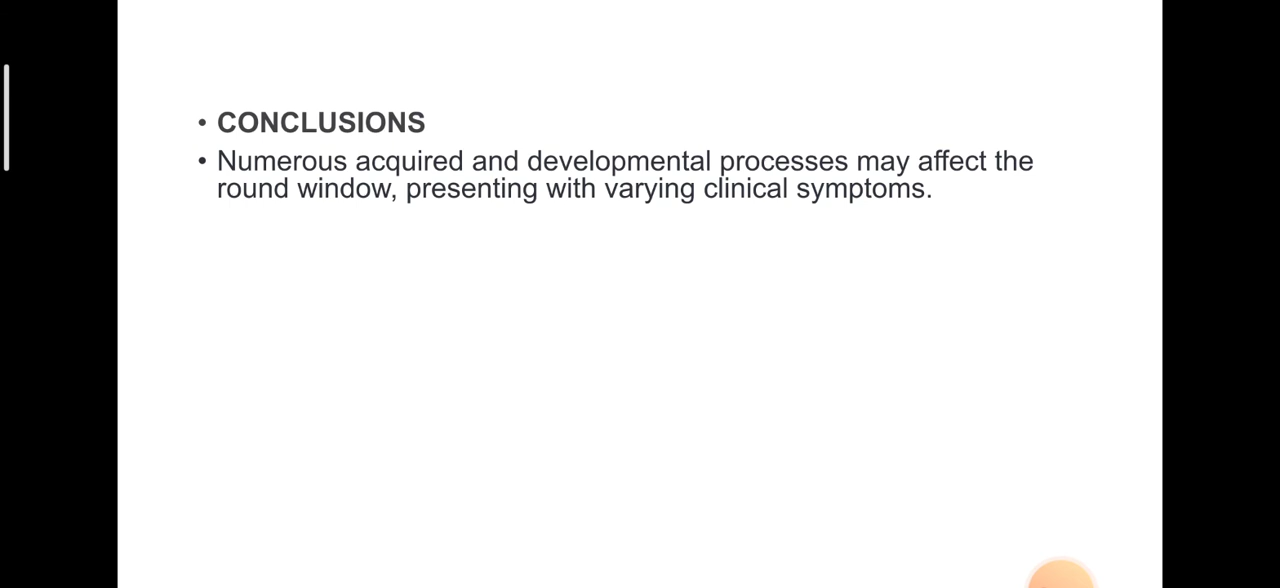 • CONCLUSIONS
• Numerous acquired and developmental processes may affect the
round window, presenting with varying clinical symptoms.